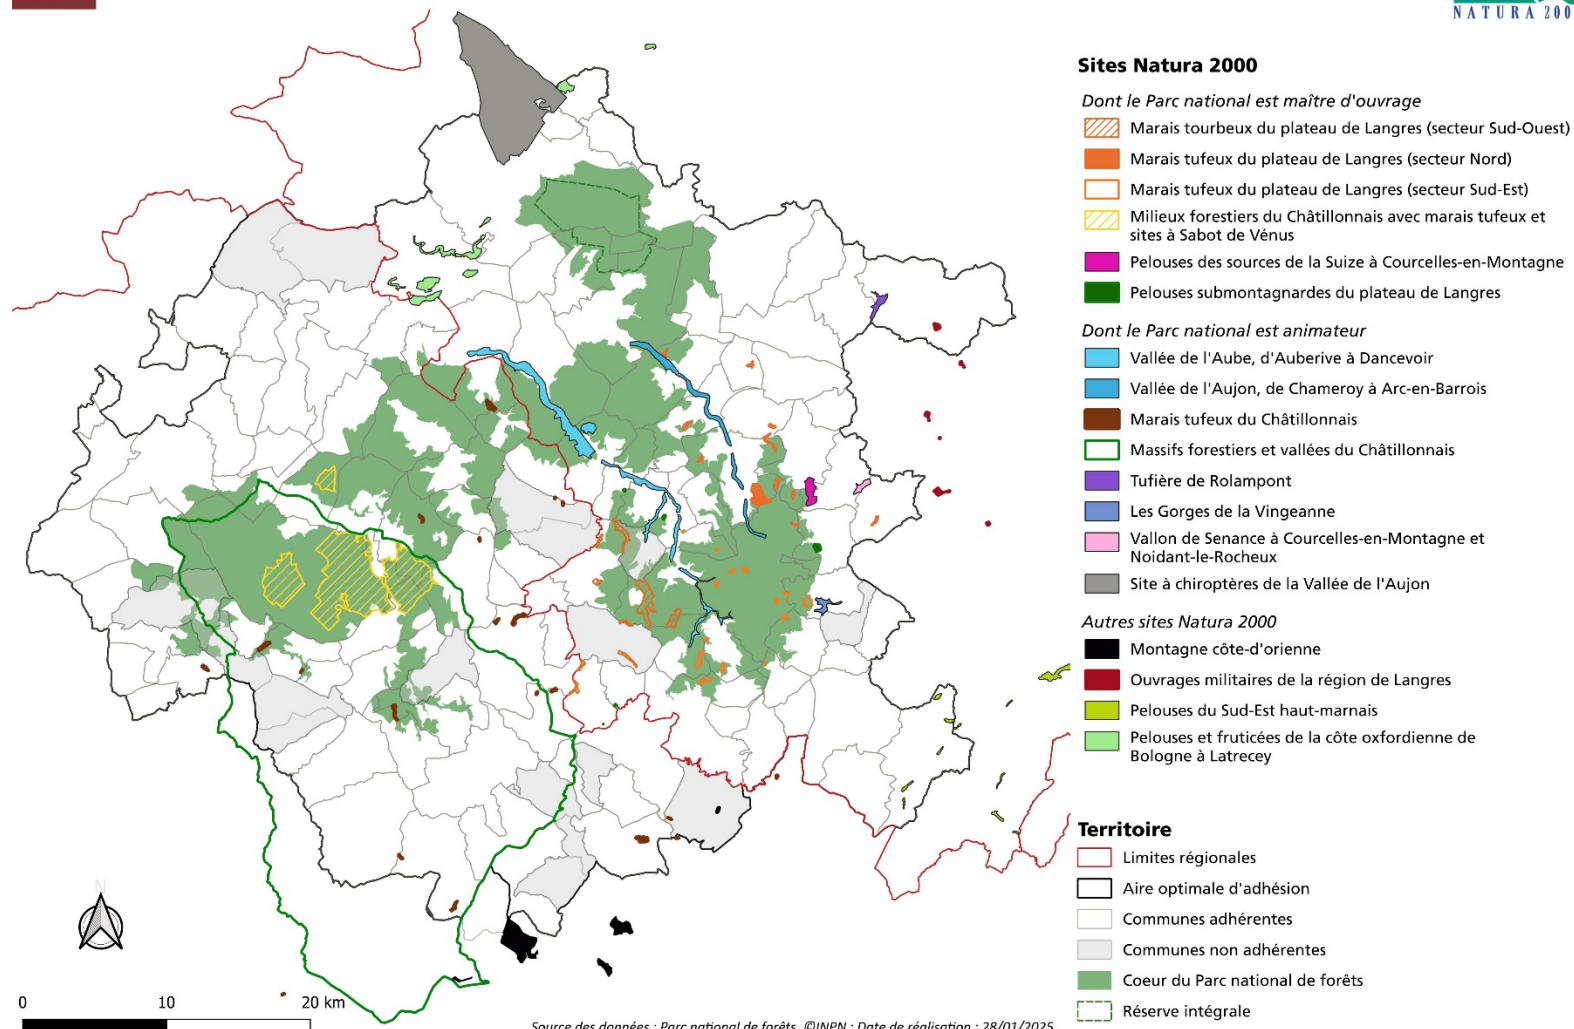 NATURA 200
Sites Natura 2000
Dont le Parc national est maître d'ouvrage
Marais tourbeux du plateau de Langres (secteur Sud-Ouest)
Marais tufeux du plateau de Langres (secteur Nord)
Marais tufeux du plateau de Langres (secteur Sud-Est)
Milieux forestiers du Châtillonnais avec marais tufeux et
sites à Sabot de Vénus
Pelouses des sources de la Suize à Courcelles-en-Montagne
Pelouses submontagnardes du plateau de Langres
Dont le Parc national est animateur
Vallée de l'Aube, d'Auberive à Dancevoir
Vallée de l'Aujon, de Chameroy à Arc-en-Barrois
Marais tufeux du Châtillonnais
Massifs forestiers et vallées du Châtillonnais
Tufière de Rolampont
Les Gorges de la Vingeanne
Vallon de Senance à Courcelles-en-Montagne et
Noidant-le-Rocheux
Site à chiroptères de la Vallée de l'Aujon
Autres sites Natura 2000
Montagne côte-d'orienne
Ouvrages militaires de la région de Langres
Pelouses du Sud-Est haut-marnais
Pelouses et fruticées de la côte oxfordienne de
Bologne à Latrecey
Territoire
Limites régionales
Aire optimale d'adhésion
Communes adhérentes
Communes non adhérentes
Coeur du Parc national de forêts
Réserve intégrale
N
0 10 20 km
Source des données : Parc national de forêts, ©INPN ; Date de réalisation : 28/01/2025